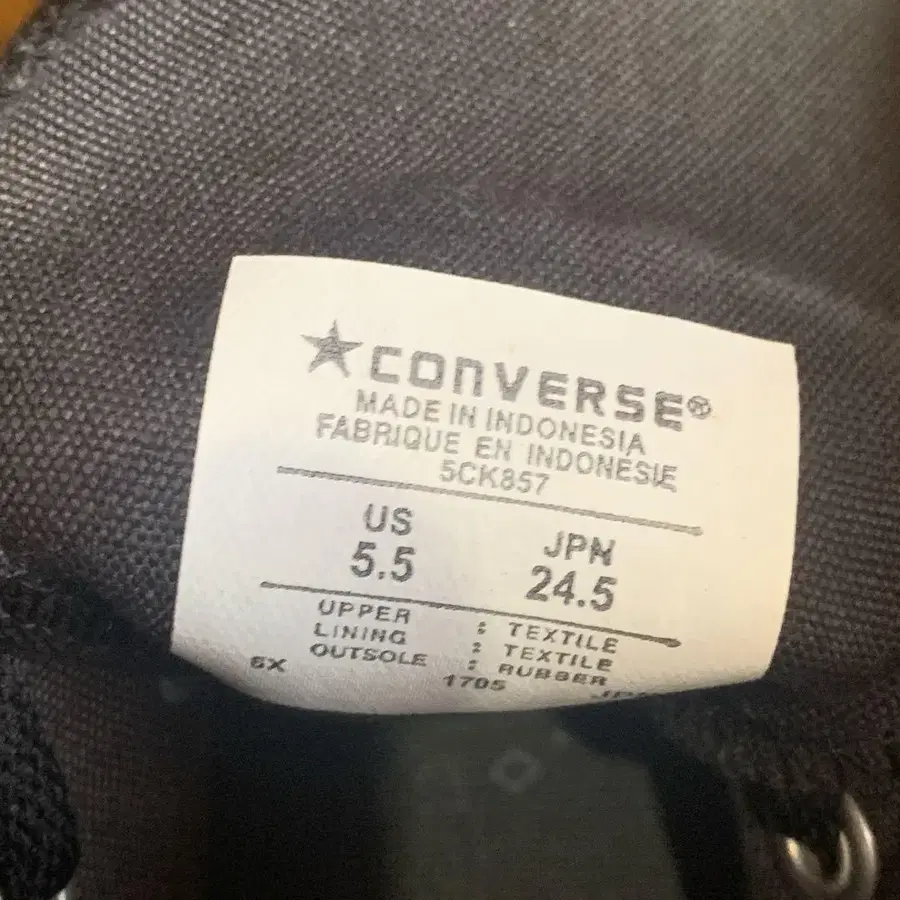 CONVERSE®
MADE IN INDONESIA
FABRIQUE EN INDONESIE
5CK857
US JPN
5.5 24.5
UPPER : TEXTILE
LINING : TEXTILE
OUTSOLE : RUBBER
6X 1705